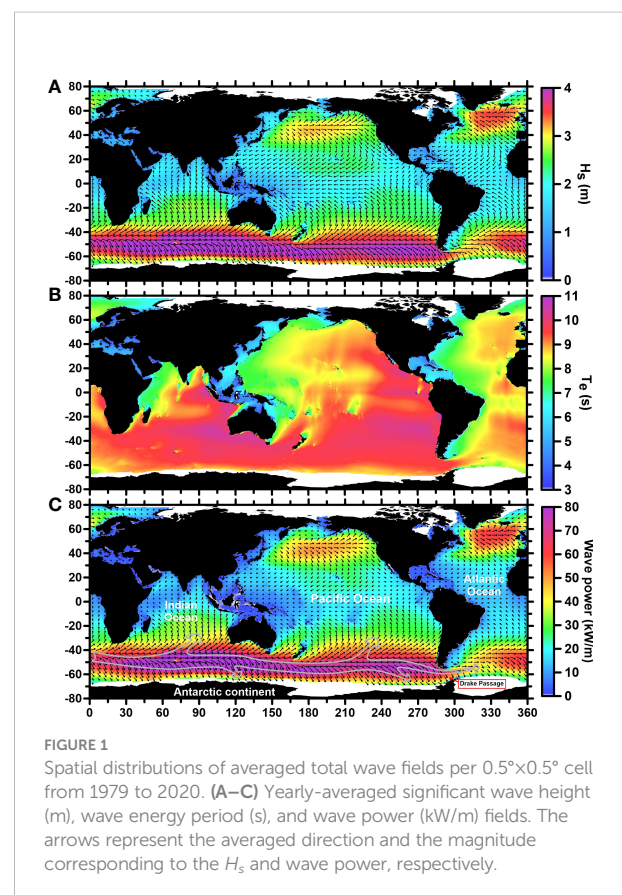 A
80
60
40
20
0
-20
-40
-60
-80
4
3
2
1
0
Hs (m)
B
80
60
40
20
0
-20
-40
-60
-80
11
10
9
8
7
6
5
4
3
Te (s)
C
80
60
40
20
0
-20
-40
-60
-80
Indian
Ocean
Pacific Ocean
Atlantic
Ocean
Antarctic continent
Drake Passage
80
70
60
50
40
30
20
10
0
Wave power (kW/m)
0 30 60 90 120 150 180 210 240 270 300 330 360
FIGURE 1
Spatial distributions of averaged total wave fields per 0.5°×0.5° cell
from 1979 to 2020. (A–C) Yearly-averaged significant wave height
(m), wave energy period (s), and wave power (kW/m) fields. The
arrows represent the averaged direction and the magnitude
corresponding to the Hs and wave power, respectively.